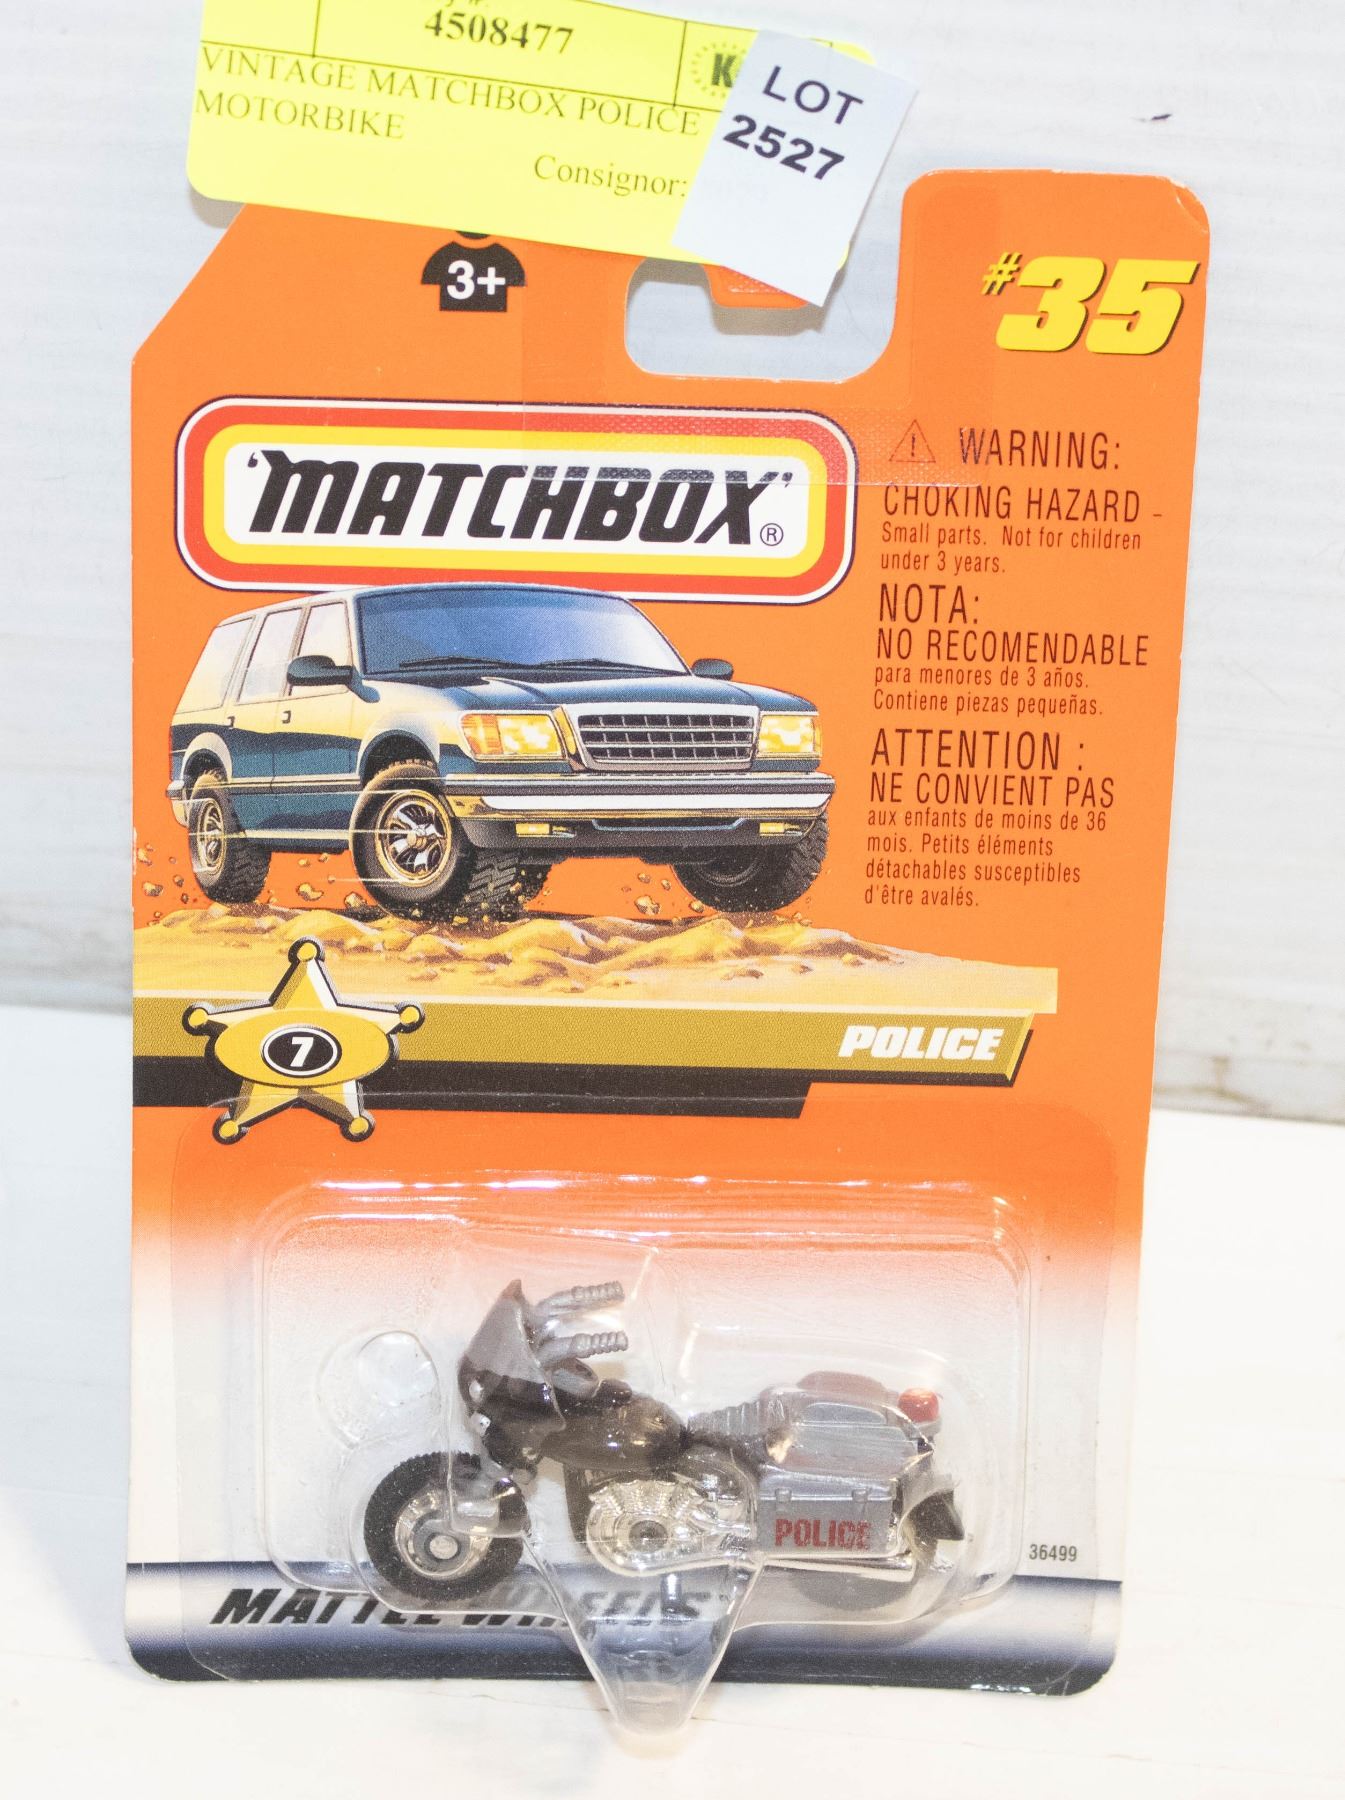 4508477
K
VINTAGE MATCHBOX POLICE
MOTORBIKE
Consignor:
LOT
2527
3+
#35
'MATCHBOX'®
WARNING:
CHOKING HAZARD -
Small parts. Not for children
under 3 years.
NOTA:
NO RECOMENDABLE
para menores de 3 años.
Contiene piezas pequeñas.
ATTENTION :
NE CONVIENT PAS
aux enfants de moins de 36
mois. Petits éléments
détachables susceptibles
d'être avalés.
7
POLICE
POLICE
36499
MATTEL WHEELS™